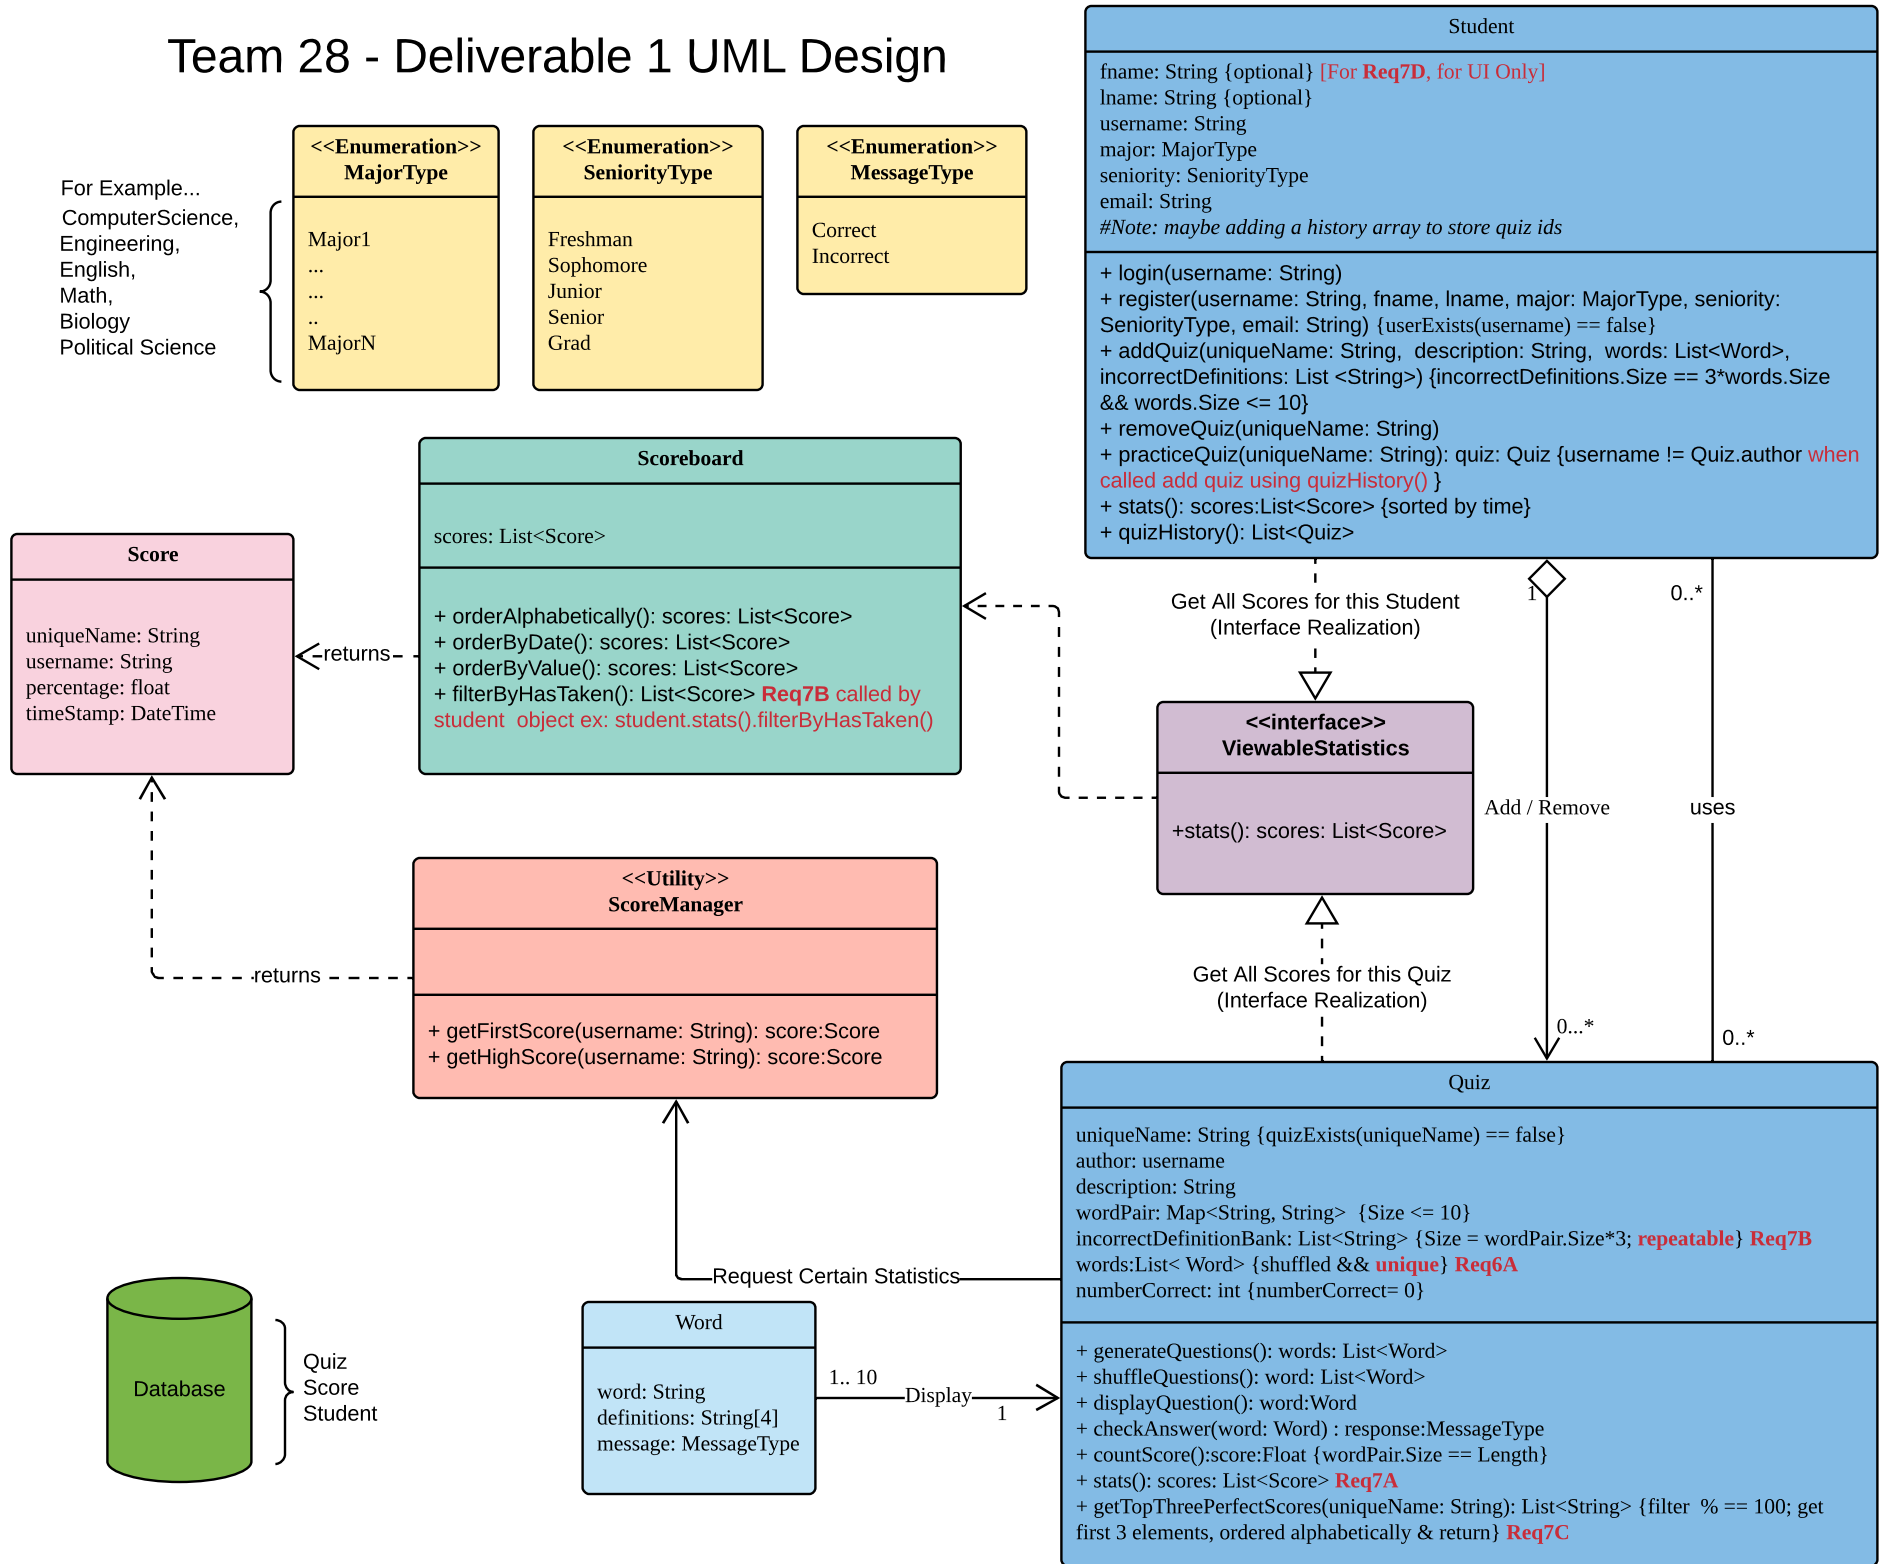 Team 28 - Deliverable 1 UML Design
<<Enumeration>>
MajorType
Major1
...
...
..
MajorN
For Example...
ComputerScience,
Engineering,
English,
Math,
Biology
Political Science
<<Enumeration>>
SeniorityType
Freshman
Sophomore
Junior
Senior
Grad
<<Enumeration>>
MessageType
Correct
Incorrect
Student
fname: String {optional} [For Req7D, for UI Only]
lname: String {optional}
username: String
major: MajorType
seniority: SeniorityType
email: String
#Note: maybe adding a history array to store quiz ids
+ login(username: String)
+ register(username: String, fname, lname, major: MajorType, seniority:
SeniorityType, email: String) {userExists(username) == false}
+ addQuiz(uniqueName: String,  description: String,  words: List<Word>,
incorrectDefinitions: List <String>) {incorrectDefinitions.Size == 3*words.Size
&& words.Size <= 10}
+ removeQuiz(uniqueName: String)
+ practiceQuiz(uniqueName: String): quiz: Quiz {username != Quiz.author when
called add quiz using quizHistory() }
+ stats(): scores:List<Score> {sorted by time}
+ quizHistory(): List<Quiz>
Scoreboard
scores: List<Score>
+ orderAlphabetically(): scores: List<Score>
+ orderByDate(): scores: List<Score>
+ orderByValue(): scores: List<Score>
+ filterByHasTaken(): List<Score> Req7B called by
student  object ex: student.stats().filterByHasTaken()
Score
uniqueName: String
username: String
percentage: float
timeStamp: DateTime
returns
Get All Scores for this Student
(Interface Realization)
1
0..*
<<interface>>
ViewableStatistics
+stats(): scores: List<Score>
Add / Remove
uses
<<Utility>>
ScoreManager
+ getFirstScore(username: String): score:Score
+ getHighScore(username: String): score:Score
returns
Get All Scores for this Quiz
(Interface Realization)
0...*
0..*
Quiz
uniqueName: String {quizExists(uniqueName) == false}
author: username
description: String
wordPair: Map<String, String>  {Size <= 10}
incorrectDefinitionBank: List<String> {Size = wordPair.Size*3; repeatable} Req7B
words:List< Word> {shuffled && unique} Req6A
numberCorrect: int {numberCorrect= 0}
+ generateQuestions(): words: List<Word>
+ shuffleQuestions(): word: List<Word>
+ displayQuestion(): word:Word
+ checkAnswer(word: Word) : response:MessageType
+ countScore():score:Float {wordPair.Size == Length}
+ stats(): scores: List<Score> Req7A
+ getTopThreePerfectScores(uniqueName: String): List<String> {filter  % == 100; get
first 3 elements, ordered alphabetically & return} Req7C
Request Certain Statistics
Word
word: String
definitions: String[4]
message: MessageType
1.. 10
Display
1
Database
Quiz
Score
Student